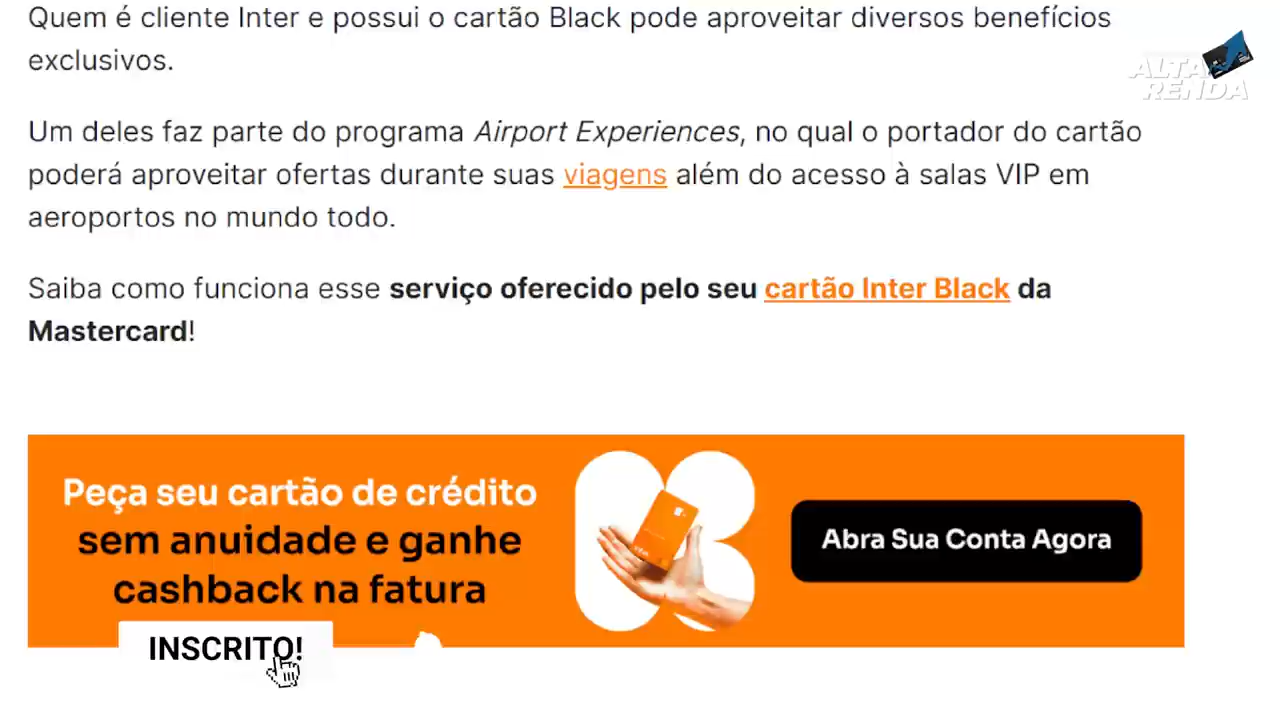 Quem é cliente Inter e possui o cartão Black pode aproveitar diversos benefícios
exclusivos.
ALTA
RENDA
Um deles faz parte do programa Airport Experiences, no qual o portador do cartão
poderá aproveitar ofertas durante suas viagens além do acesso à salas VIP em
aeroportos no mundo todo.
Saiba como funciona esse serviço oferecido pelo seu cartão Inter Black da
Mastercard!
Peça seu cartão de crédito
sem anuidade e ganhe
cashback na fatura
Abra Sua Conta Agora
INSCRITO!